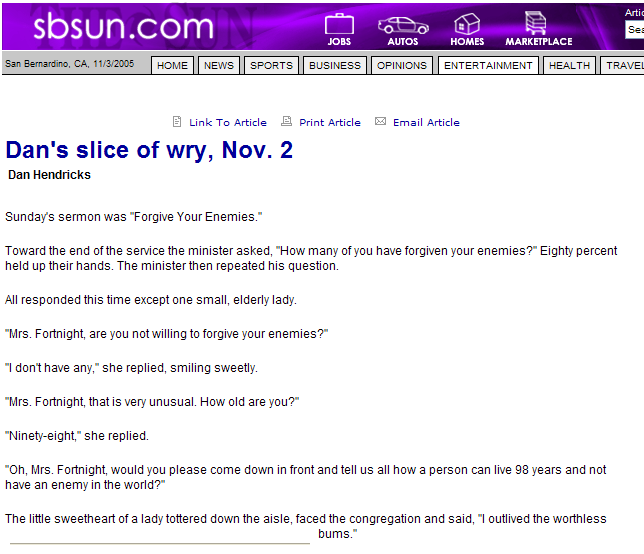 sbsun.com
JOBS AUTOS HOMES MARKETPLACE
San Bernardino, CA, 11/3/2005 HOME NEWS SPORTS BUSINESS OPINIONS ENTERTAINMENT HEALTH TRAVEL
Link To Article Print Article Email Article
Dan's slice of wry, Nov. 2
Dan Hendricks
Sunday's sermon was "Forgive Your Enemies."
Toward the end of the service the minister asked, "How many of you have forgiven your enemies?" Eighty percent
held up their hands. The minister then repeated his question.
All responded this time except one small, elderly lady.
"Mrs. Fortnight, are you not willing to forgive your enemies?"
"I don't have any," she replied, smiling sweetly.
"Mrs. Fortnight, that is very unusual. How old are you?"
"Ninety-eight," she replied.
"Oh, Mrs. Fortnight, would you please come down in front and tell us all how a person can live 98 years and not
have an enemy in the world?"
The little sweetheart of a lady tottered down the aisle, faced the congregation and said, "I outlived the worthless
bums."